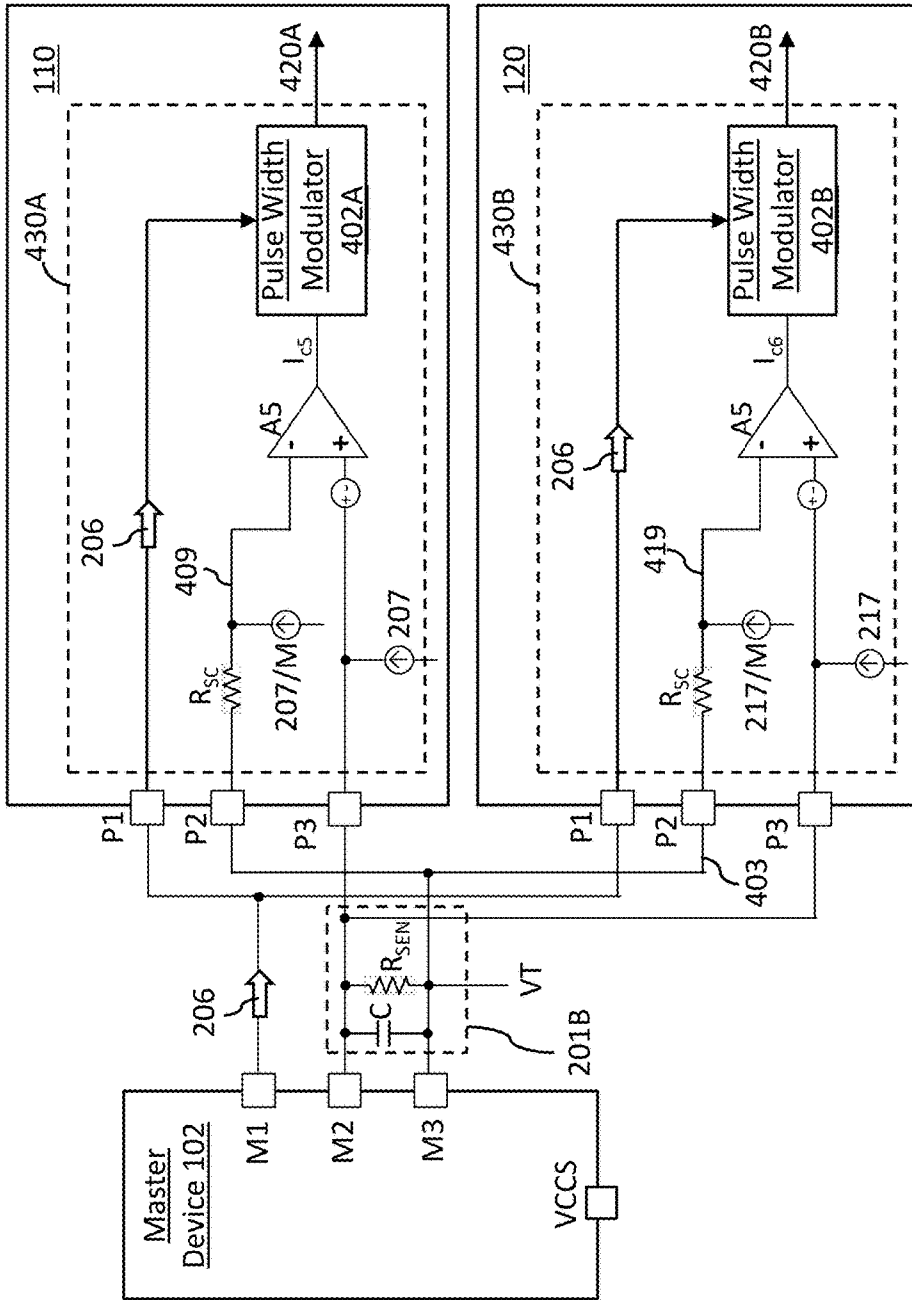 Master
Device 102
M1
M2
M3
VCCS
206
C
R_SEN
VT
201B
403
P1
P2
P3
110
430A
206
409
R_SC
207/M
207
A5
-
+
+-
I_c5
Pulse Width
Modulator
402A
420A
P1
P2
P3
120
430B
206
419
R_SC
217/M
217
A5
-
+
+-
I_c6
Pulse Width
Modulator
402B
420B